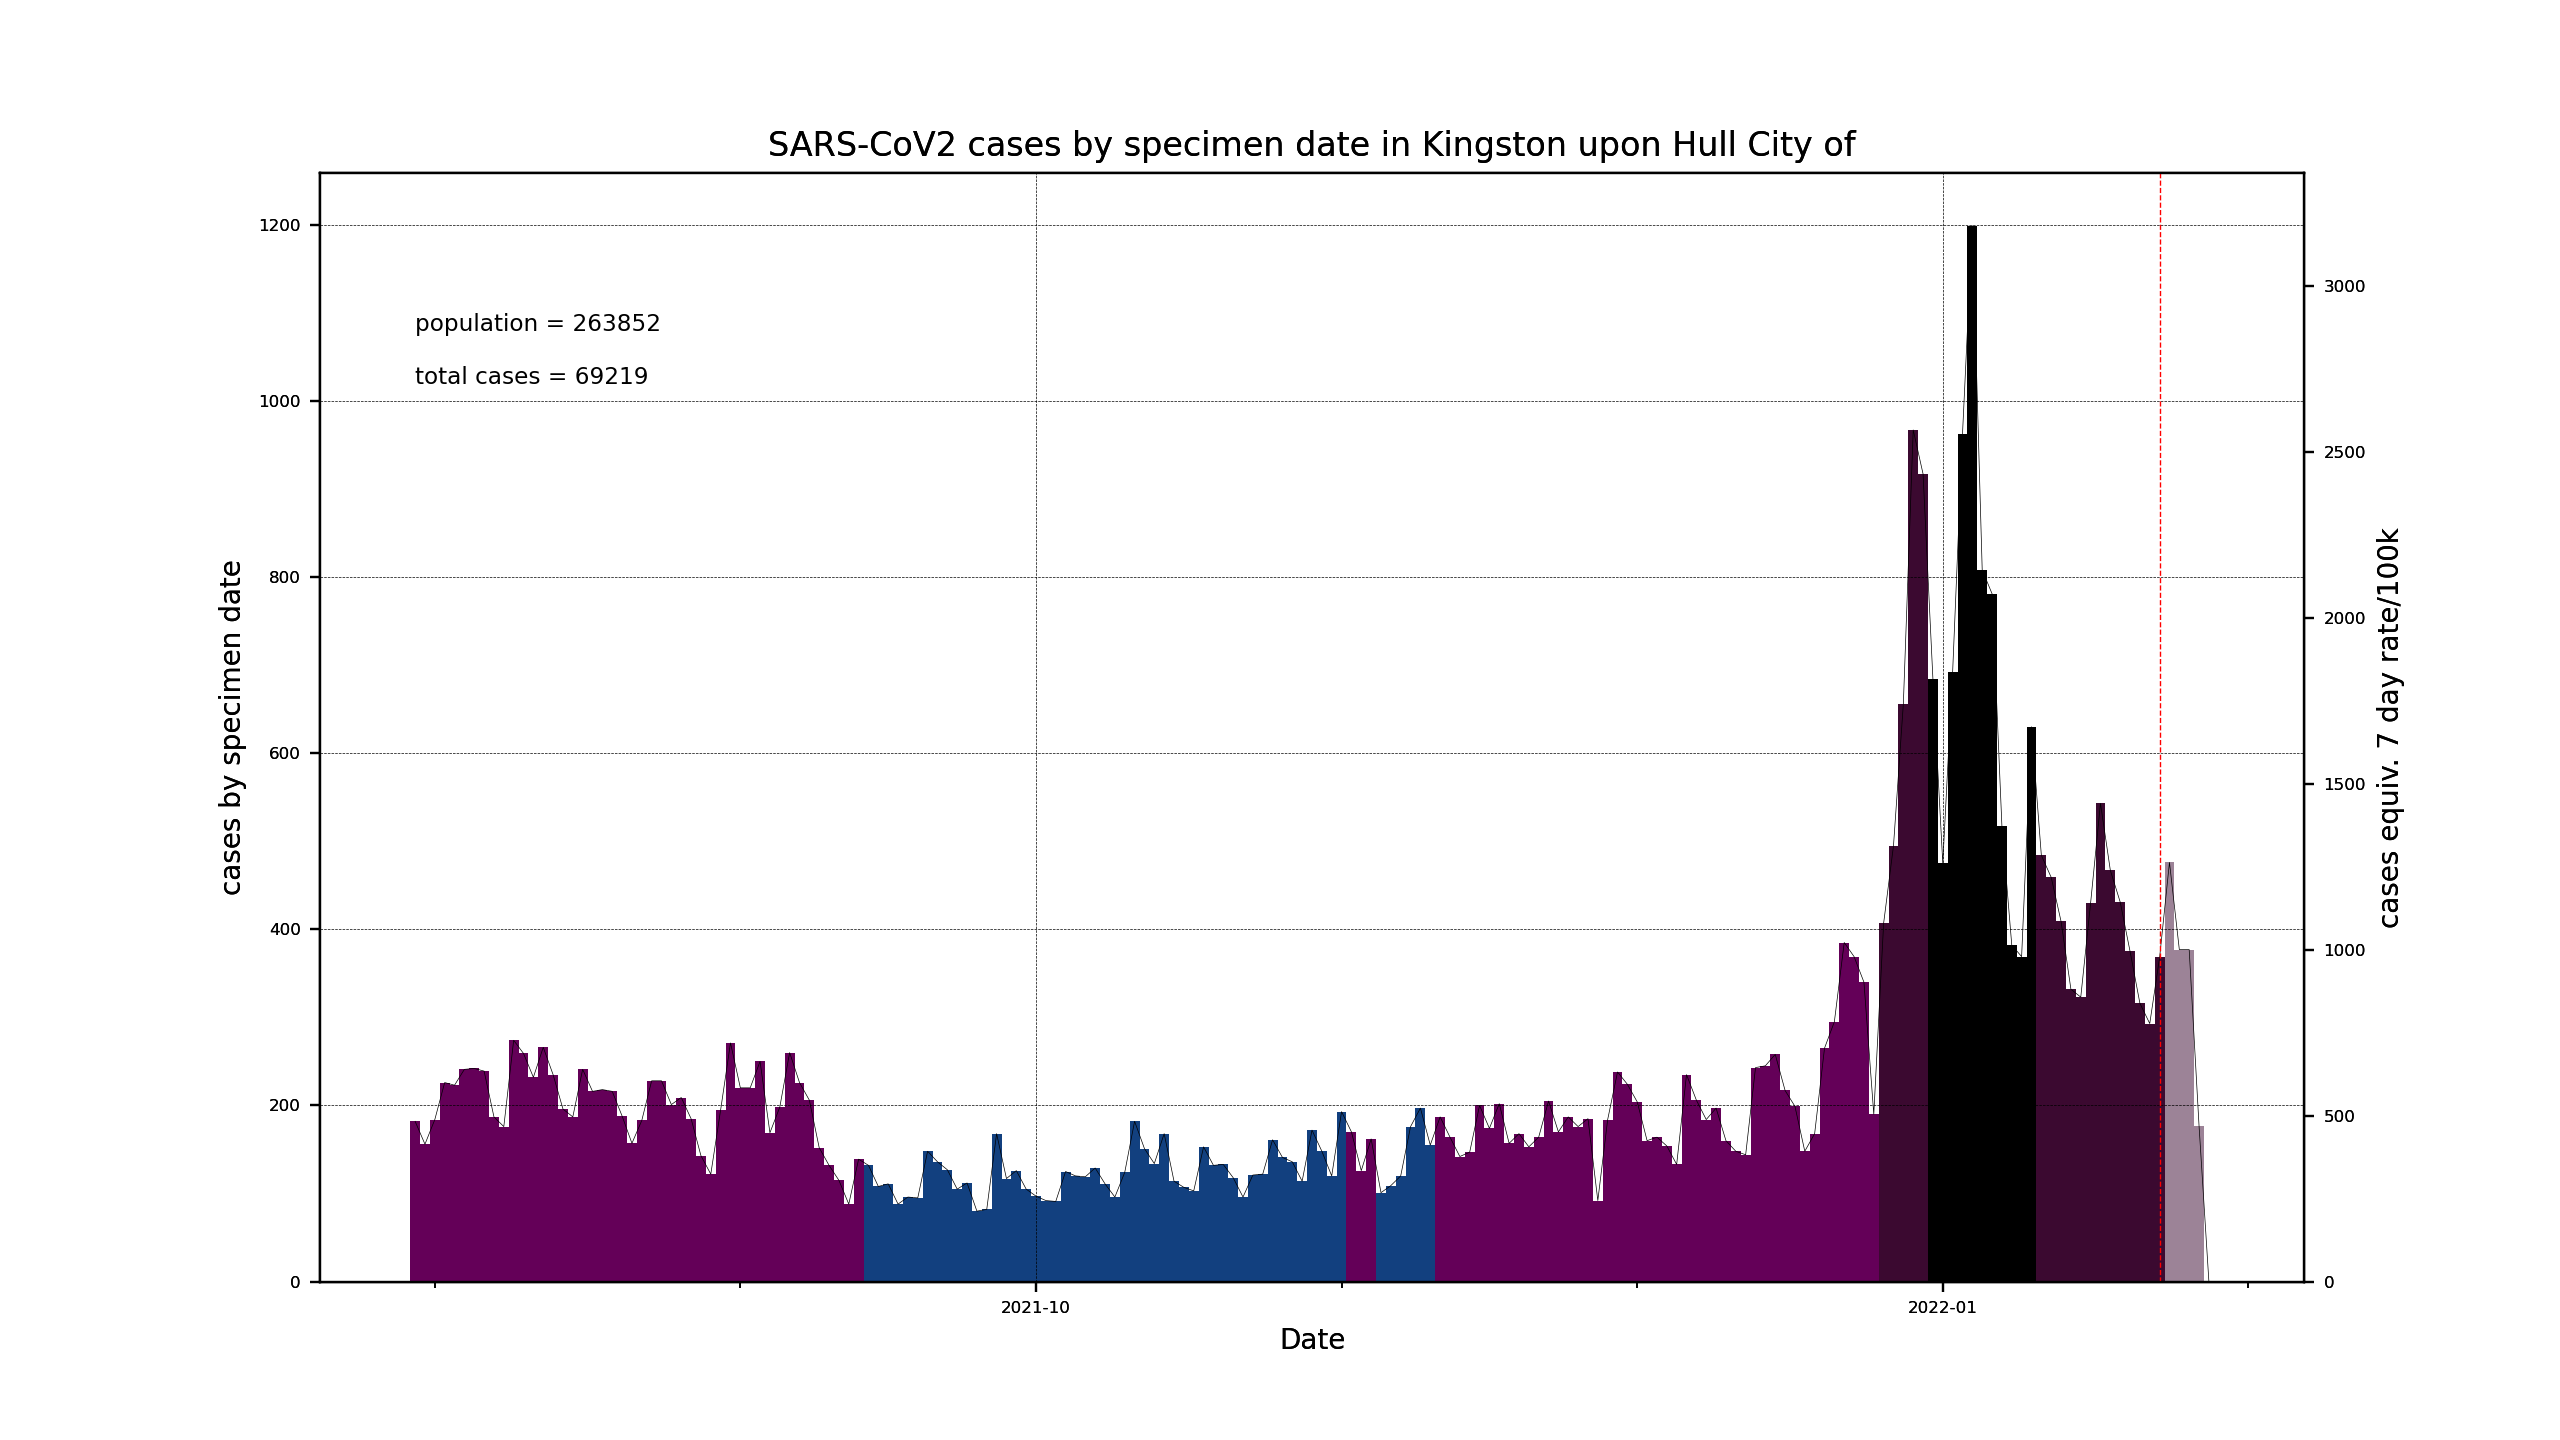 SARS-CoV2 cases by specimen date in Kingston upon Hull City of
population = 263852
total cases = 69219
cases by specimen date
1200
1000
800
600
400
200
0
3000
2500
2000
1500
1000
500
0
cases equiv. 7 day rate/100k
2021-10
2022-01
Date